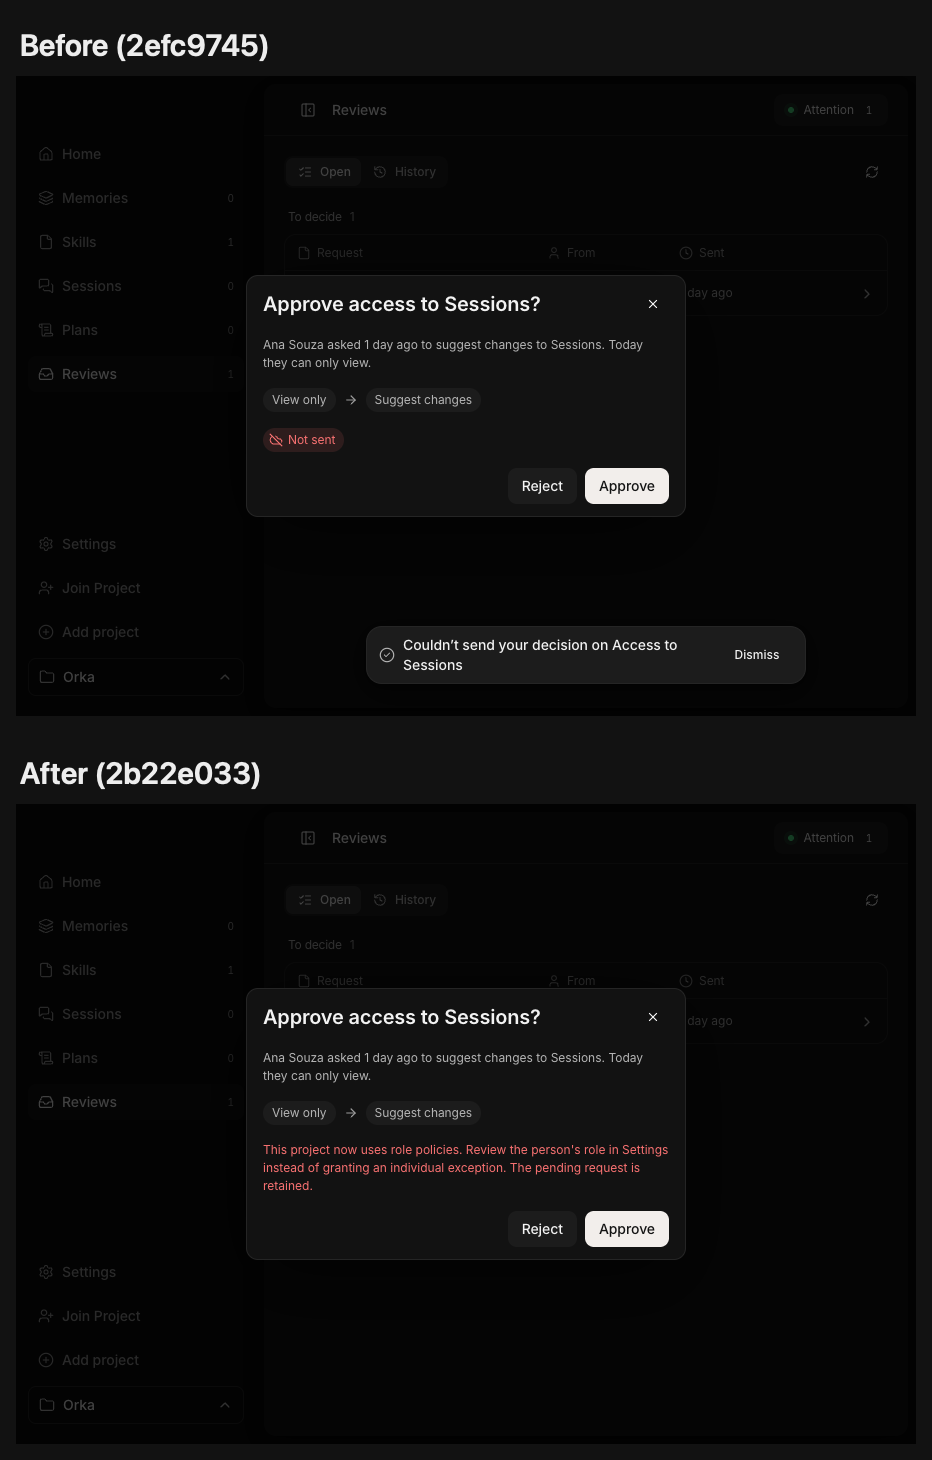 Before (2efc9745)
Reviews
Attention 1
Home
Memories 0
Skills 1
Sessions 0
Plans 0
Reviews 1
Open
History
To decide 1
Request
From
Sent
day ago
Approve access to Sessions?
Ana Souza asked 1 day ago to suggest changes to Sessions. Today
they can only view.
View only → Suggest changes
Not sent
Reject
Approve
Settings
Join Project
Add project
Orka
Couldn’t send your decision on Access to
Sessions
Dismiss
After (2b22e033)
Reviews
Attention 1
Home
Memories 0
Skills 1
Sessions 0
Plans 0
Reviews 1
Open
History
To decide 1
Request
From
Sent
day ago
Approve access to Sessions?
Ana Souza asked 1 day ago to suggest changes to Sessions. Today
they can only view.
View only → Suggest changes
This project now uses role policies. Review the person's role in Settings
instead of granting an individual exception. The pending request is
retained.
Reject
Approve
Settings
Join Project
Add project
Orka